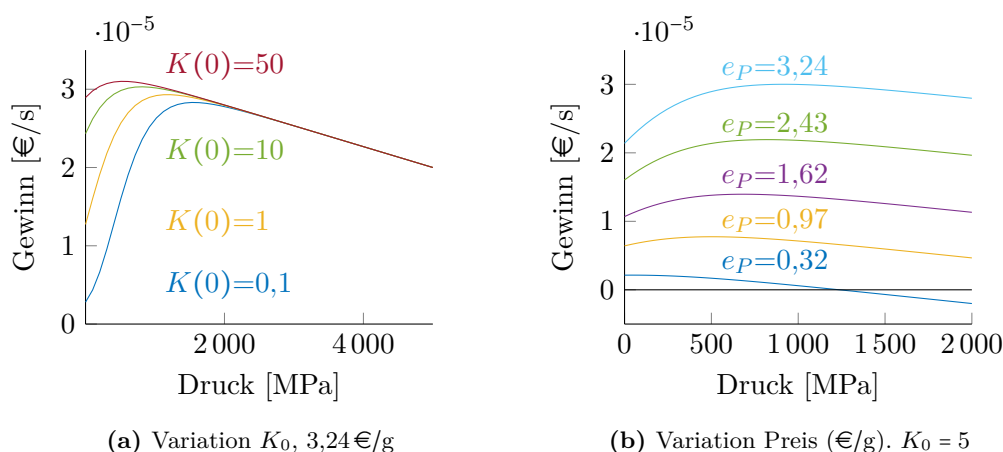 ·10⁻⁵
Gewinn [€/s]
3
2
1
0
K(0)=50
K(0)=10
K(0)=1
K(0)=0,1
2 000
4 000
Druck [MPa]
(a) Variation K₀, 3,24 €/g
·10⁻⁵
Gewinn [€/s]
3
2
1
0
e_P=3,24
e_P=2,43
e_P=1,62
e_P=0,97
e_P=0,32
0
500
1 000
1 500
2 000
Druck [MPa]
(b) Variation Preis (€/g). K₀ = 5